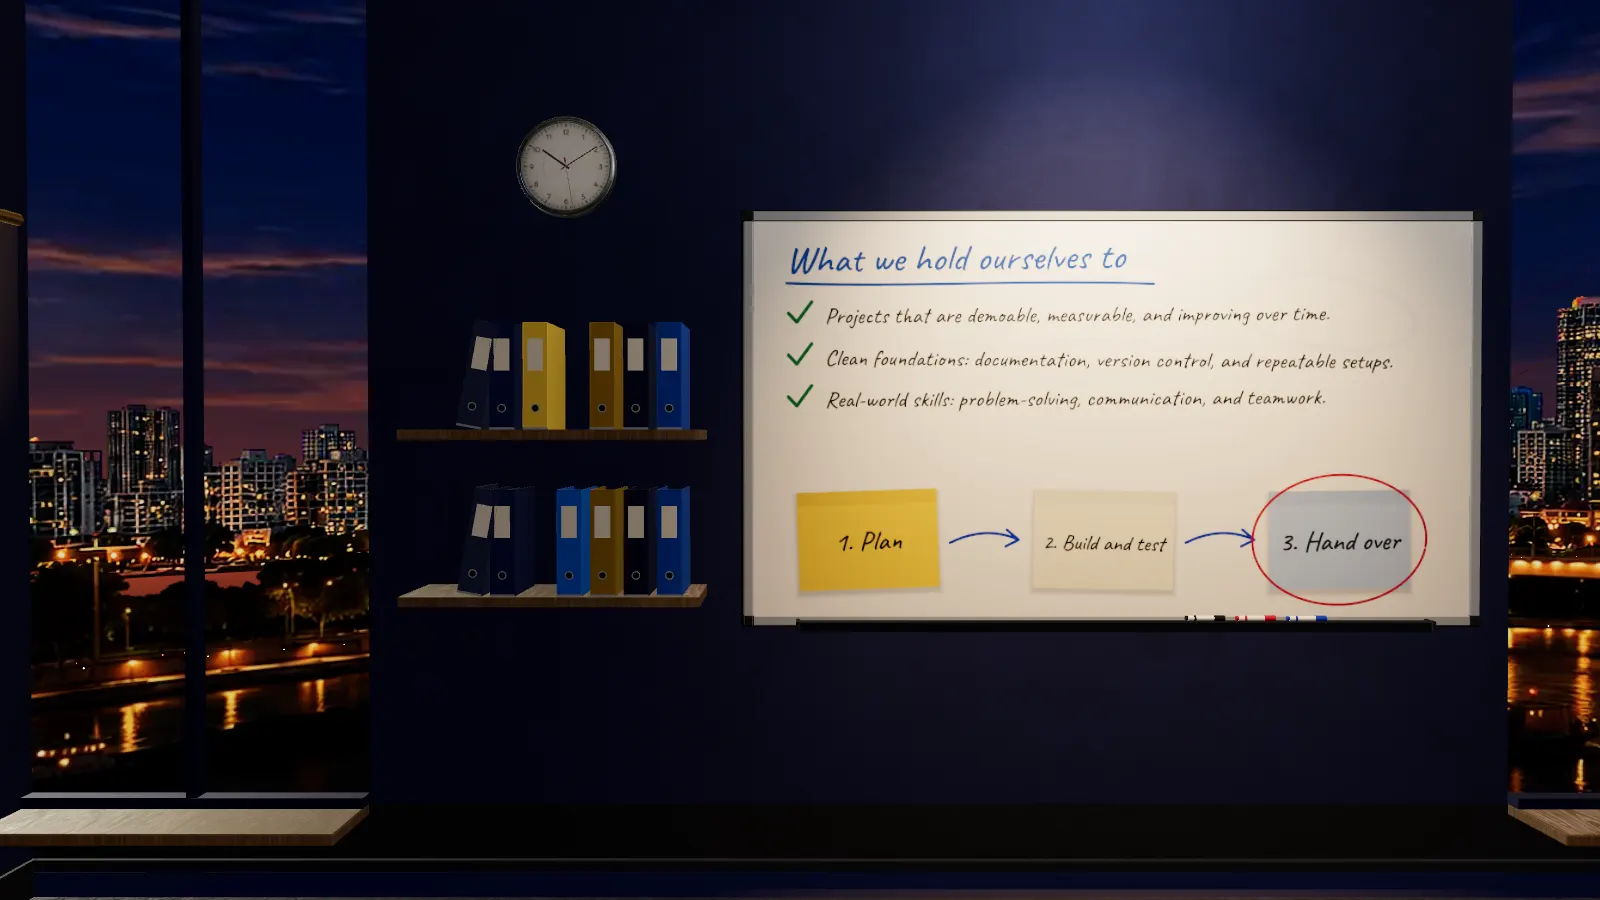 What we hold ourselves to
Projects that are demoable, measurable, and improving over time.
Clean foundations: documentation, version control, and repeatable setups.
Real-world skills: problem-solving, communication, and teamwork.
1. Plan
2. Build and test
3. Hand over